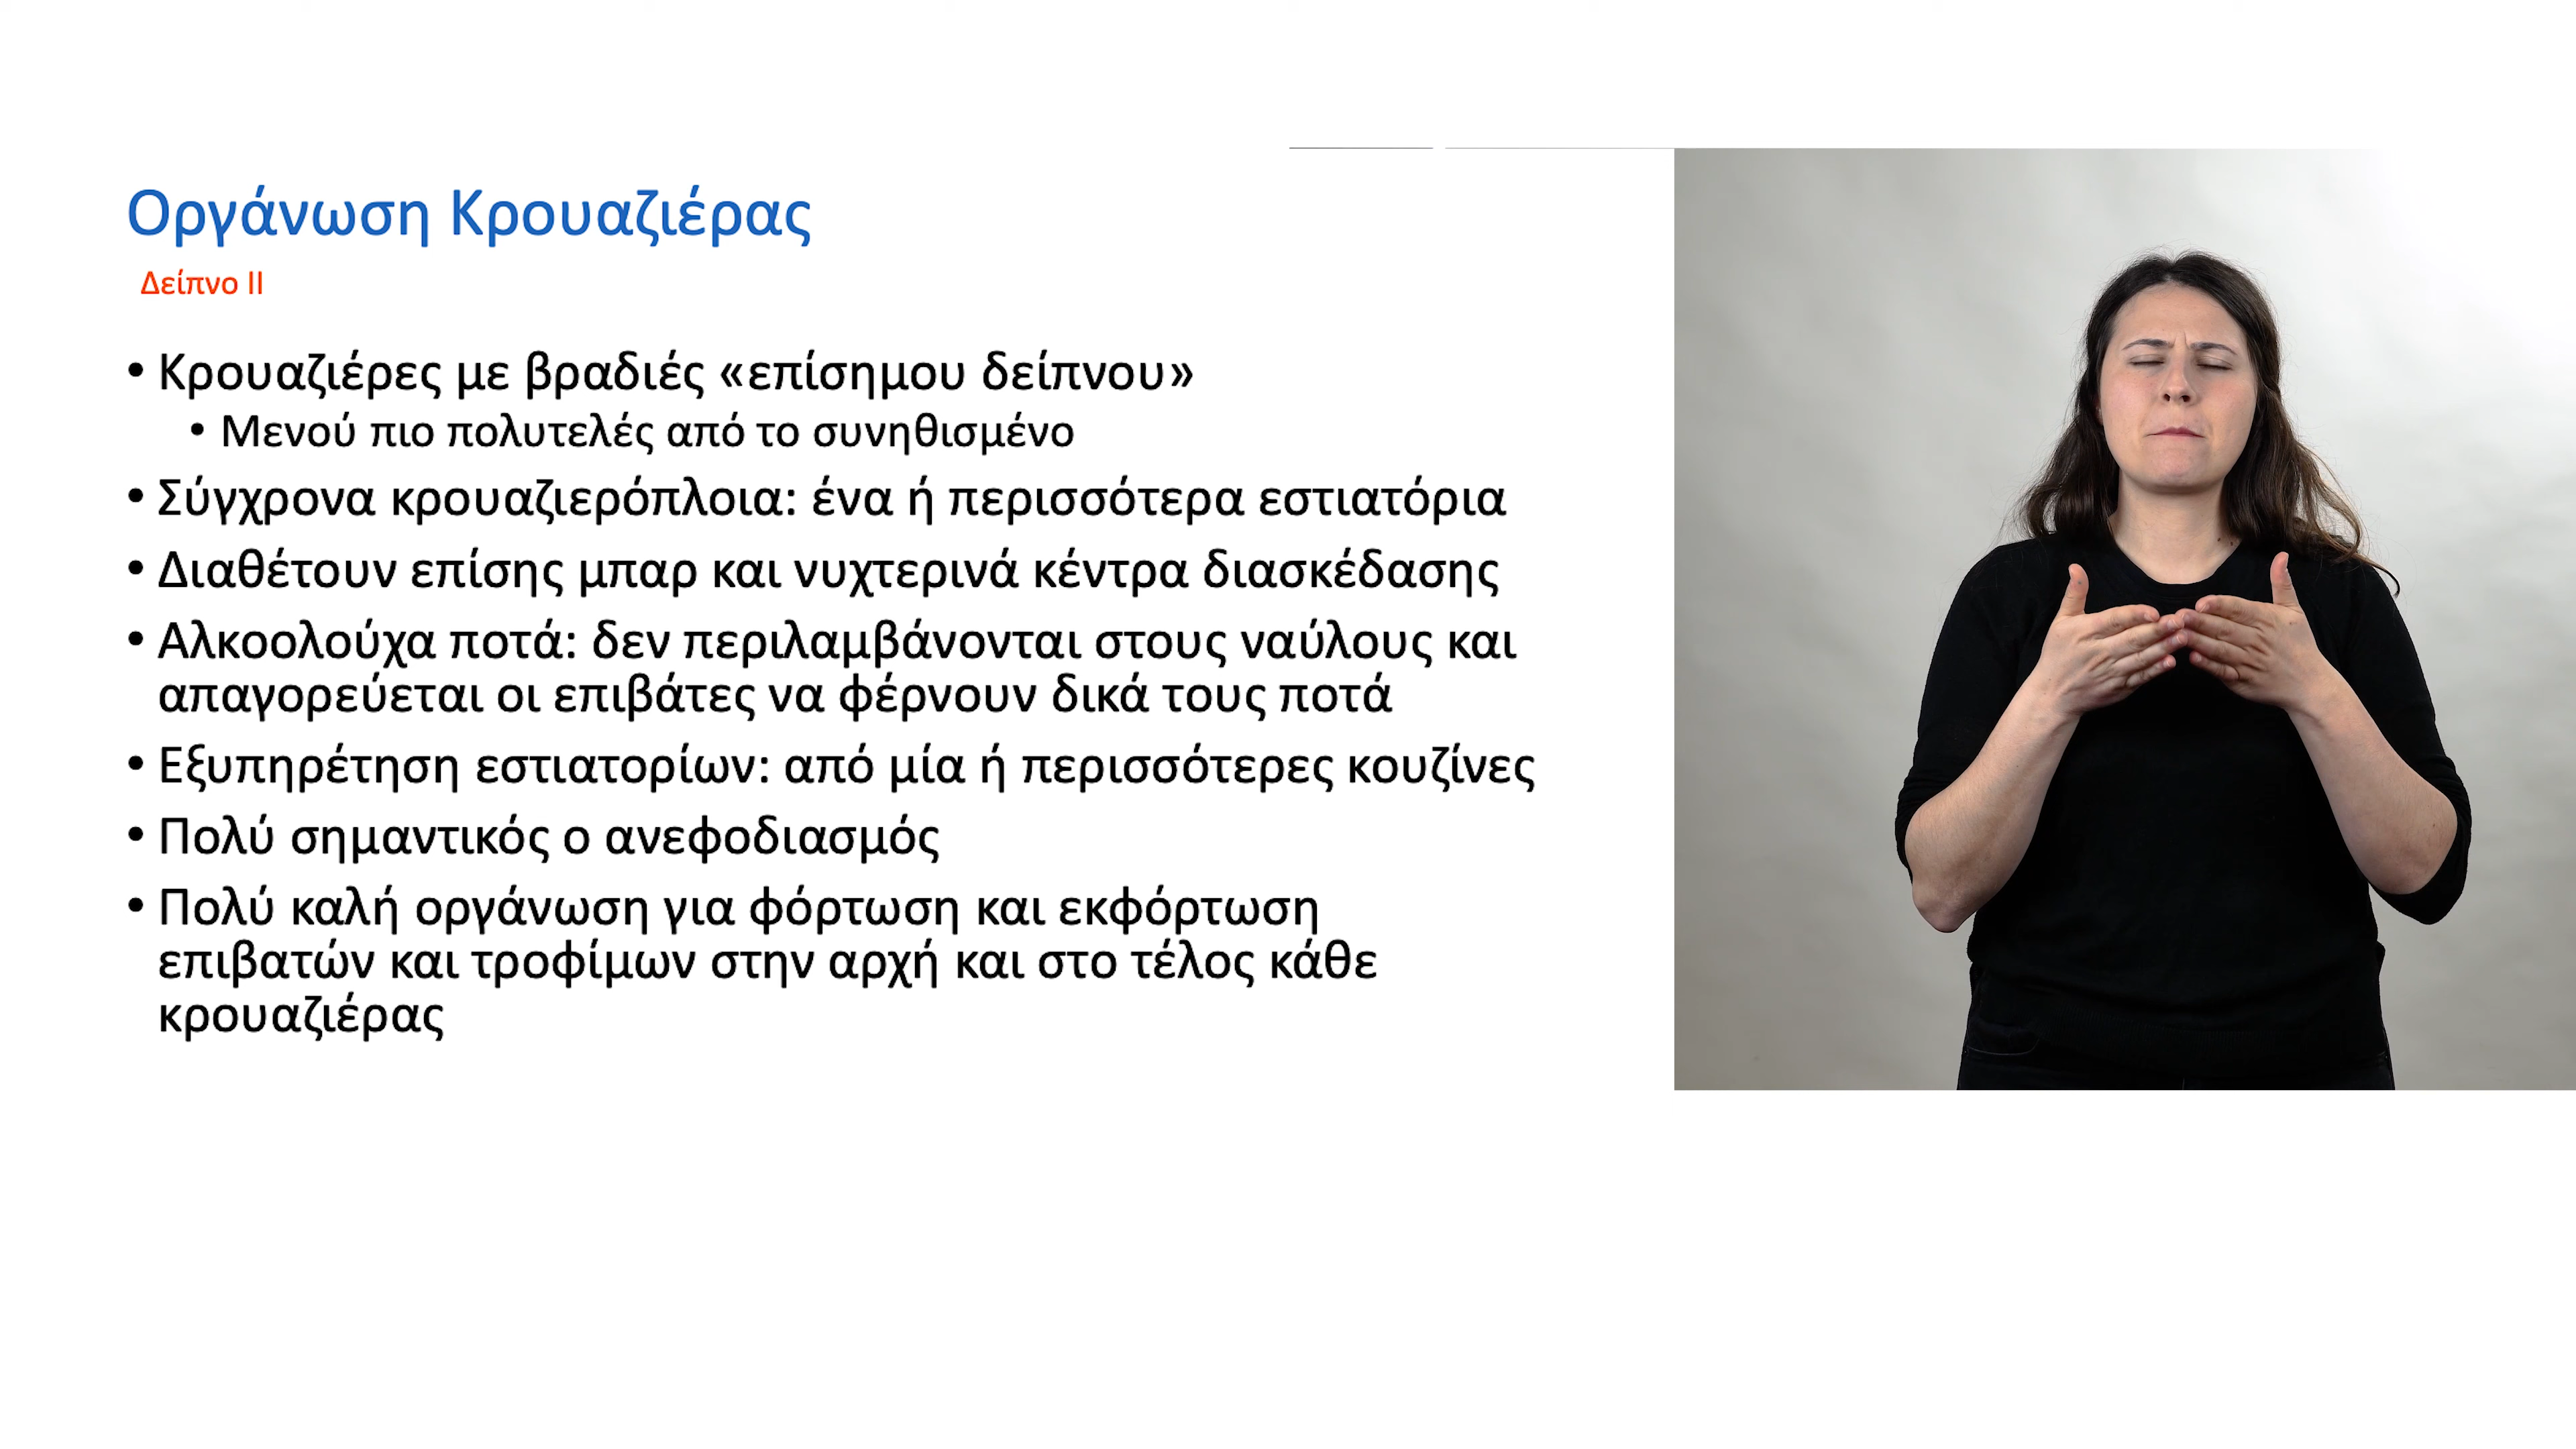 Οργάνωση Κρουαζιέρας
Δείπνο ΙΙ
• Κρουαζιέρες με βραδιές «επίσημου δείπνου»
• Μενού πιο πολυτελές από το συνηθισμένο
• Σύγχρονα κρουαζιερόπλοια: ένα ή περισσότερα εστιατόρια
• Διαθέτουν επίσης μπαρ και νυχτερινά κέντρα διασκέδασης
• Αλκοολούχα ποτά: δεν περιλαμβάνονται στους ναύλους και
απαγορεύεται οι επιβάτες να φέρνουν δικά τους ποτά
• Εξυπηρέτηση εστιατορίων: από μία ή περισσότερες κουζίνες
• Πολύ σημαντικός ο ανεφοδιασμός
• Πολύ καλή οργάνωση για φόρτωση και εκφόρτωση
επιβατών και τροφίμων στην αρχή και στο τέλος κάθε
κρουαζιέρας